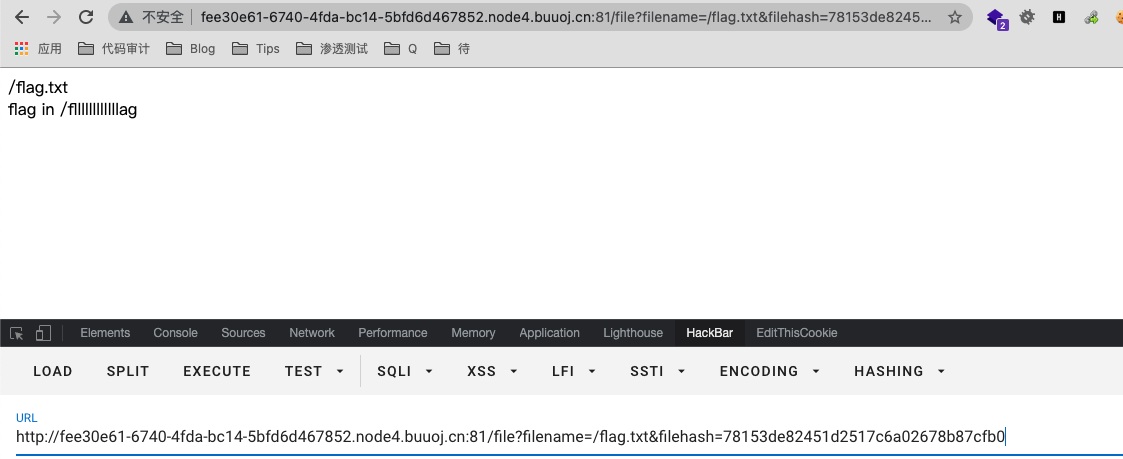 不安全 fee30e61-6740-4fda-bc14-5bfd6d467852.node4.buuoj.cn:81/file?filename=/flag.txt&filehash=78153de8245... 2 H
应用 代码审计 Blog Tips 渗透测试 Q 待
/flag.txt
flag in /fllllllllllllag
Elements Console Sources Network Performance Memory Application Lighthouse HackBar EditThisCookie
LOAD SPLIT EXECUTE TEST SQLI XSS LFI SSTI ENCODING HASHING
URL
http://fee30e61-6740-4fda-bc14-5bfd6d467852.node4.buuoj.cn:81/file?filename=/flag.txt&filehash=78153de82451d2517c6a02678b87cfb0